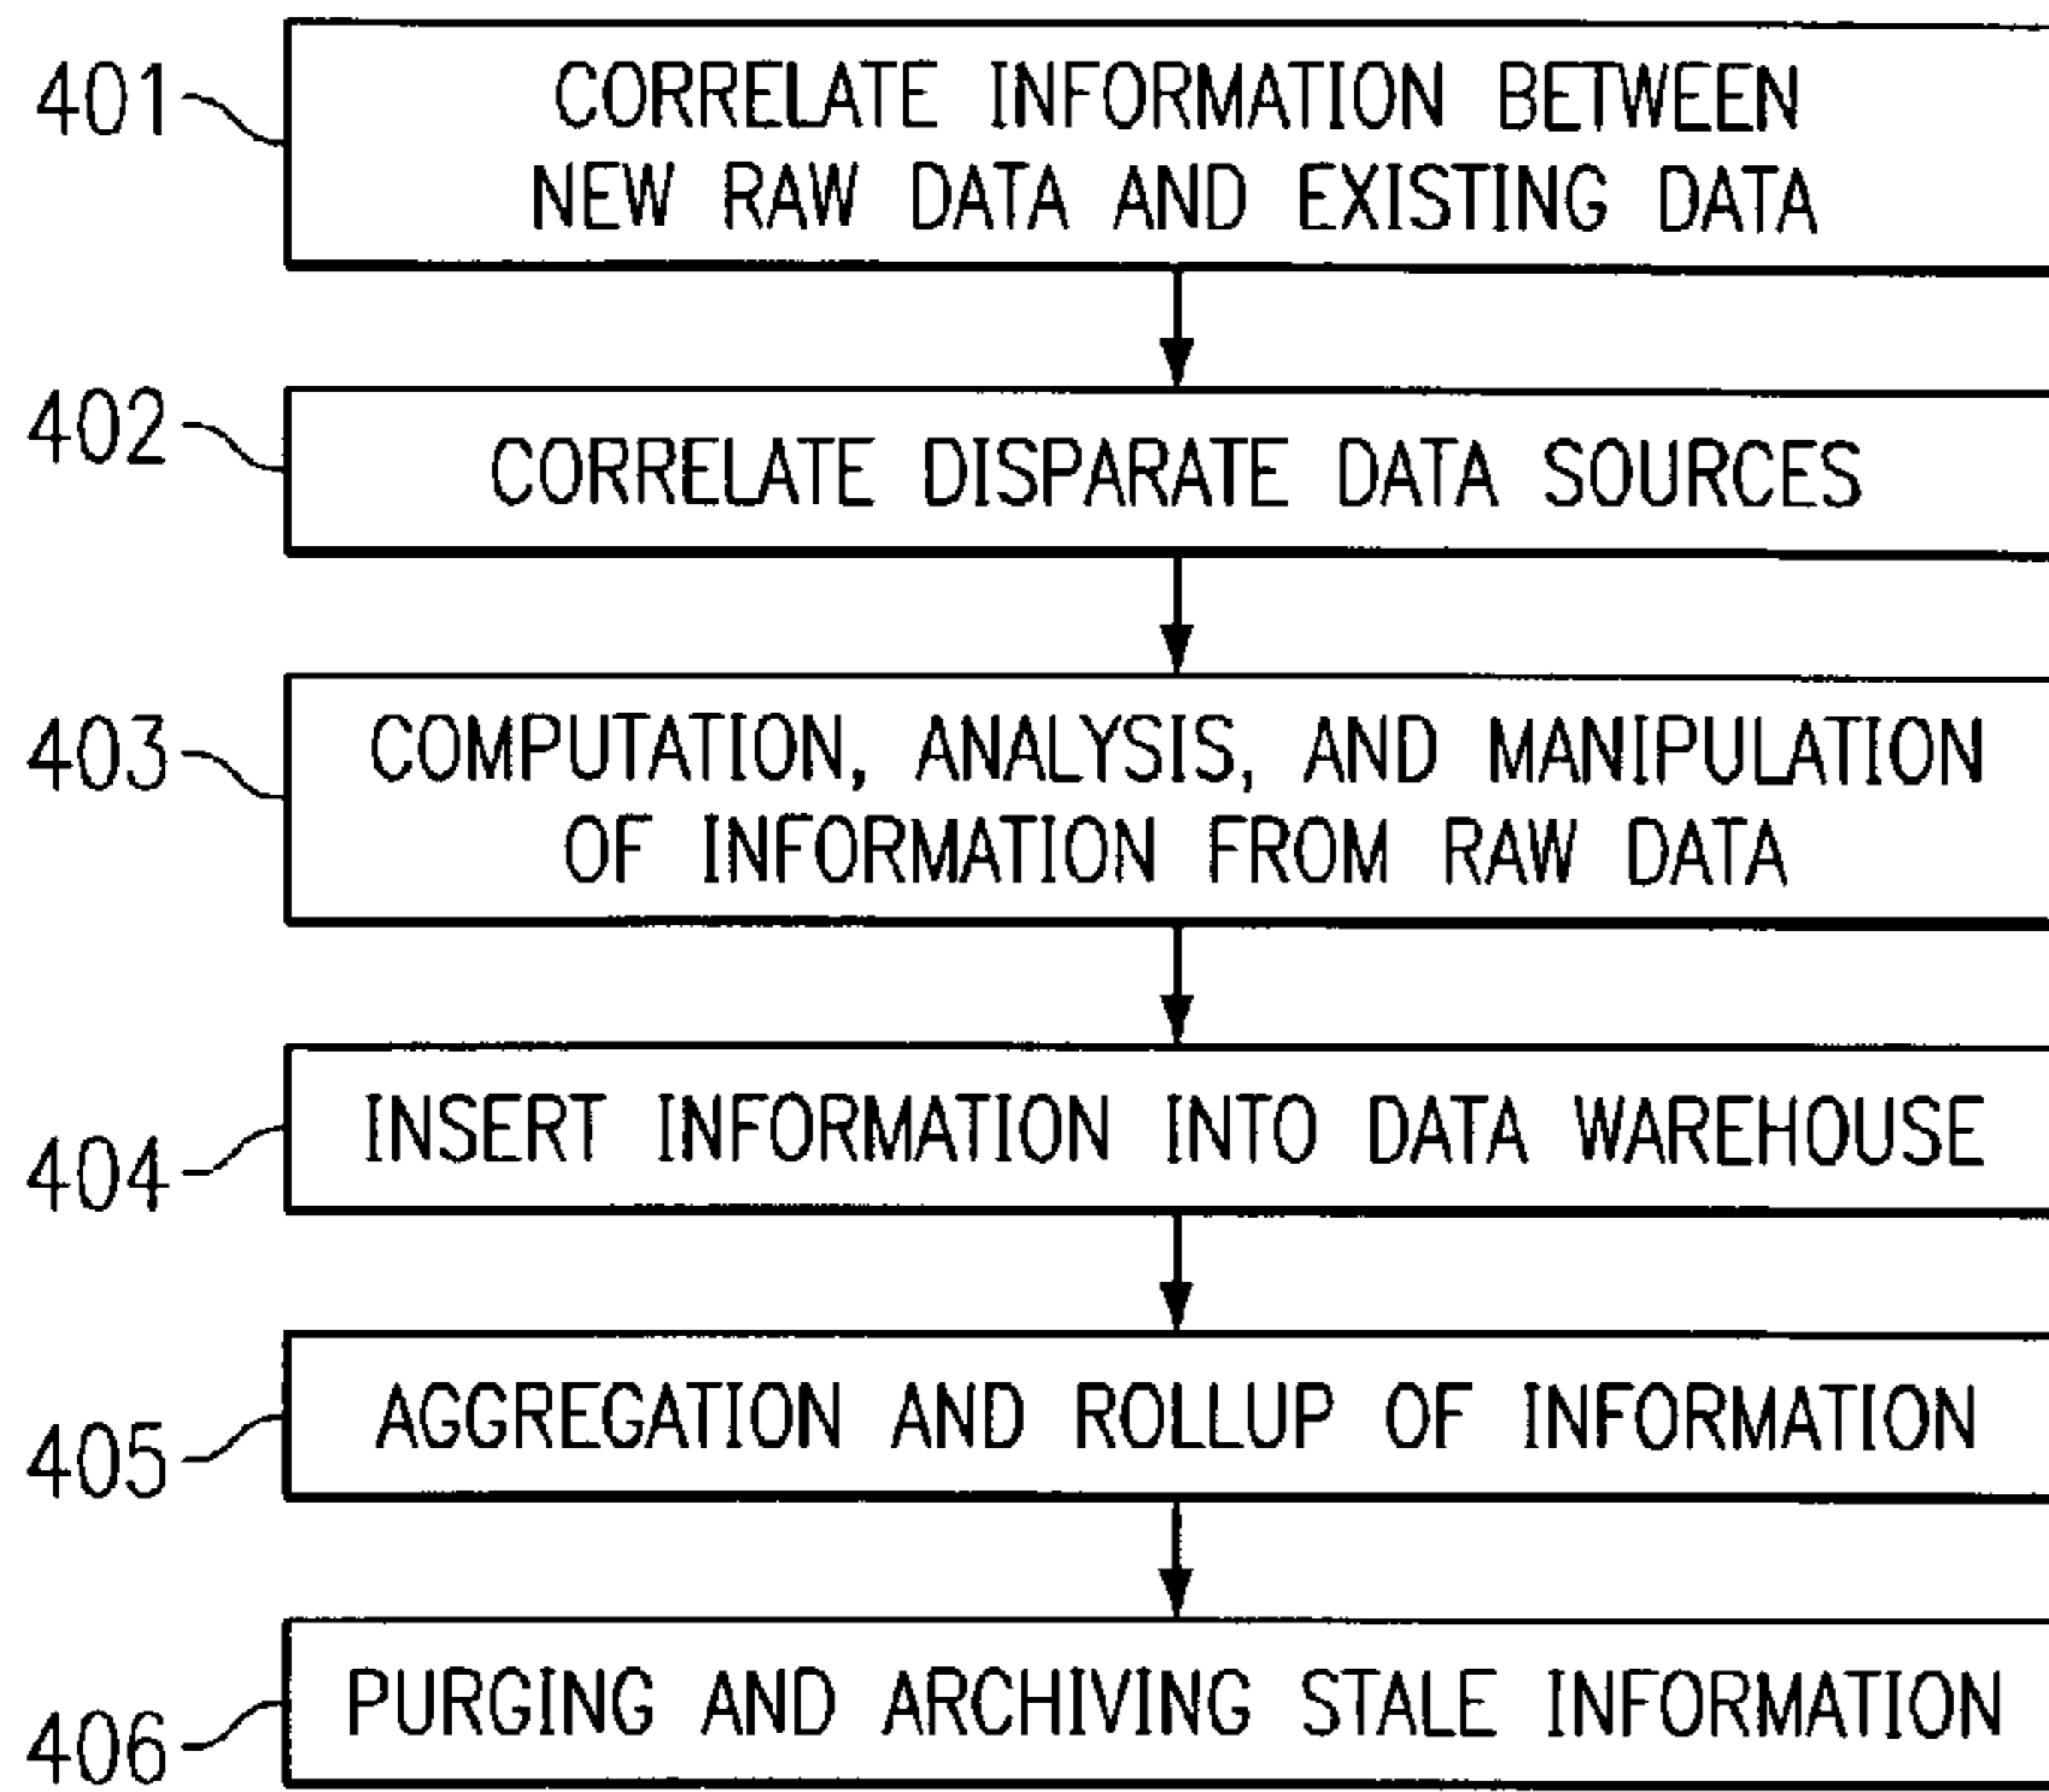 401
CORRELATE INFORMATION BETWEEN
NEW RAW DATA AND EXISTING DATA
402
CORRELATE DISPARATE DATA SOURCES
403
COMPUTATION, ANALYSIS, AND MANIPULATION
OF INFORMATION FROM RAW DATA
404
INSERT INFORMATION INTO DATA WAREHOUSE
405
AGGREGATION AND ROLLUP OF INFORMATION
406
PURGING AND ARCHIVING STALE INFORMATION